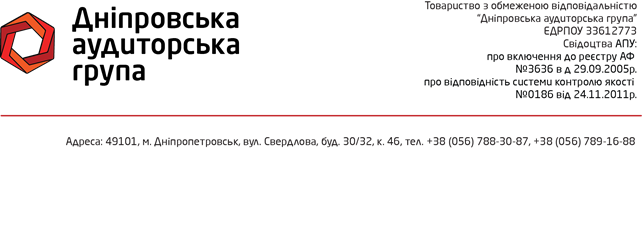 Дніпровська
аудиторська
група
Товариство з обмеженою відповідальністю
"Дніпровська аудиторська група"
ЄДРПОУ 33612773
Свідоцтва АПУ:
про включення до реєстру АФ
№3636 в д 29.09.2005р.
про відповідність системи контролю якості
№0186 від 24.11.2011р.
Адреса: 49101, м. Дніпропетровськ, вул. Свердлова, буд. 30/32, к. 46, тел. +38 (056) 788-30-87, +38 (056) 789-16-88